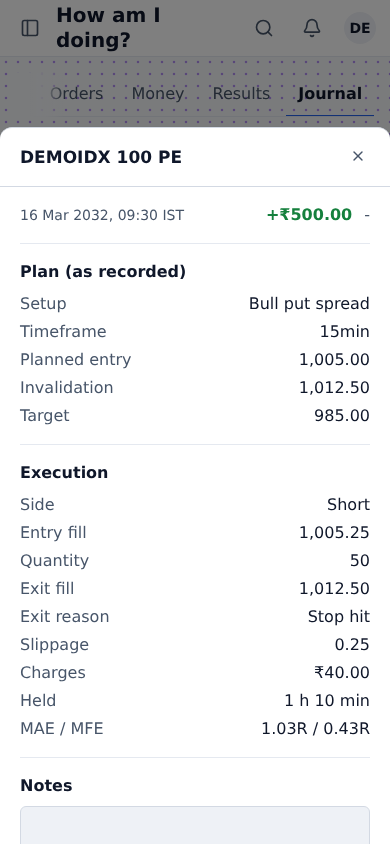 How am I
doing?
DE
Orders Money Results Journal
DEMOIDX 100 PE
16 Mar 2032, 09:30 IST +₹500.00 -
Plan (as recorded)
Setup Bull put spread
Timeframe 15min
Planned entry 1,005.00
Invalidation 1,012.50
Target 985.00
Execution
Side Short
Entry fill 1,005.25
Quantity 50
Exit fill 1,012.50
Exit reason Stop hit
Slippage 0.25
Charges ₹40.00
Held 1 h 10 min
MAE / MFE 1.03R / 0.43R
Notes